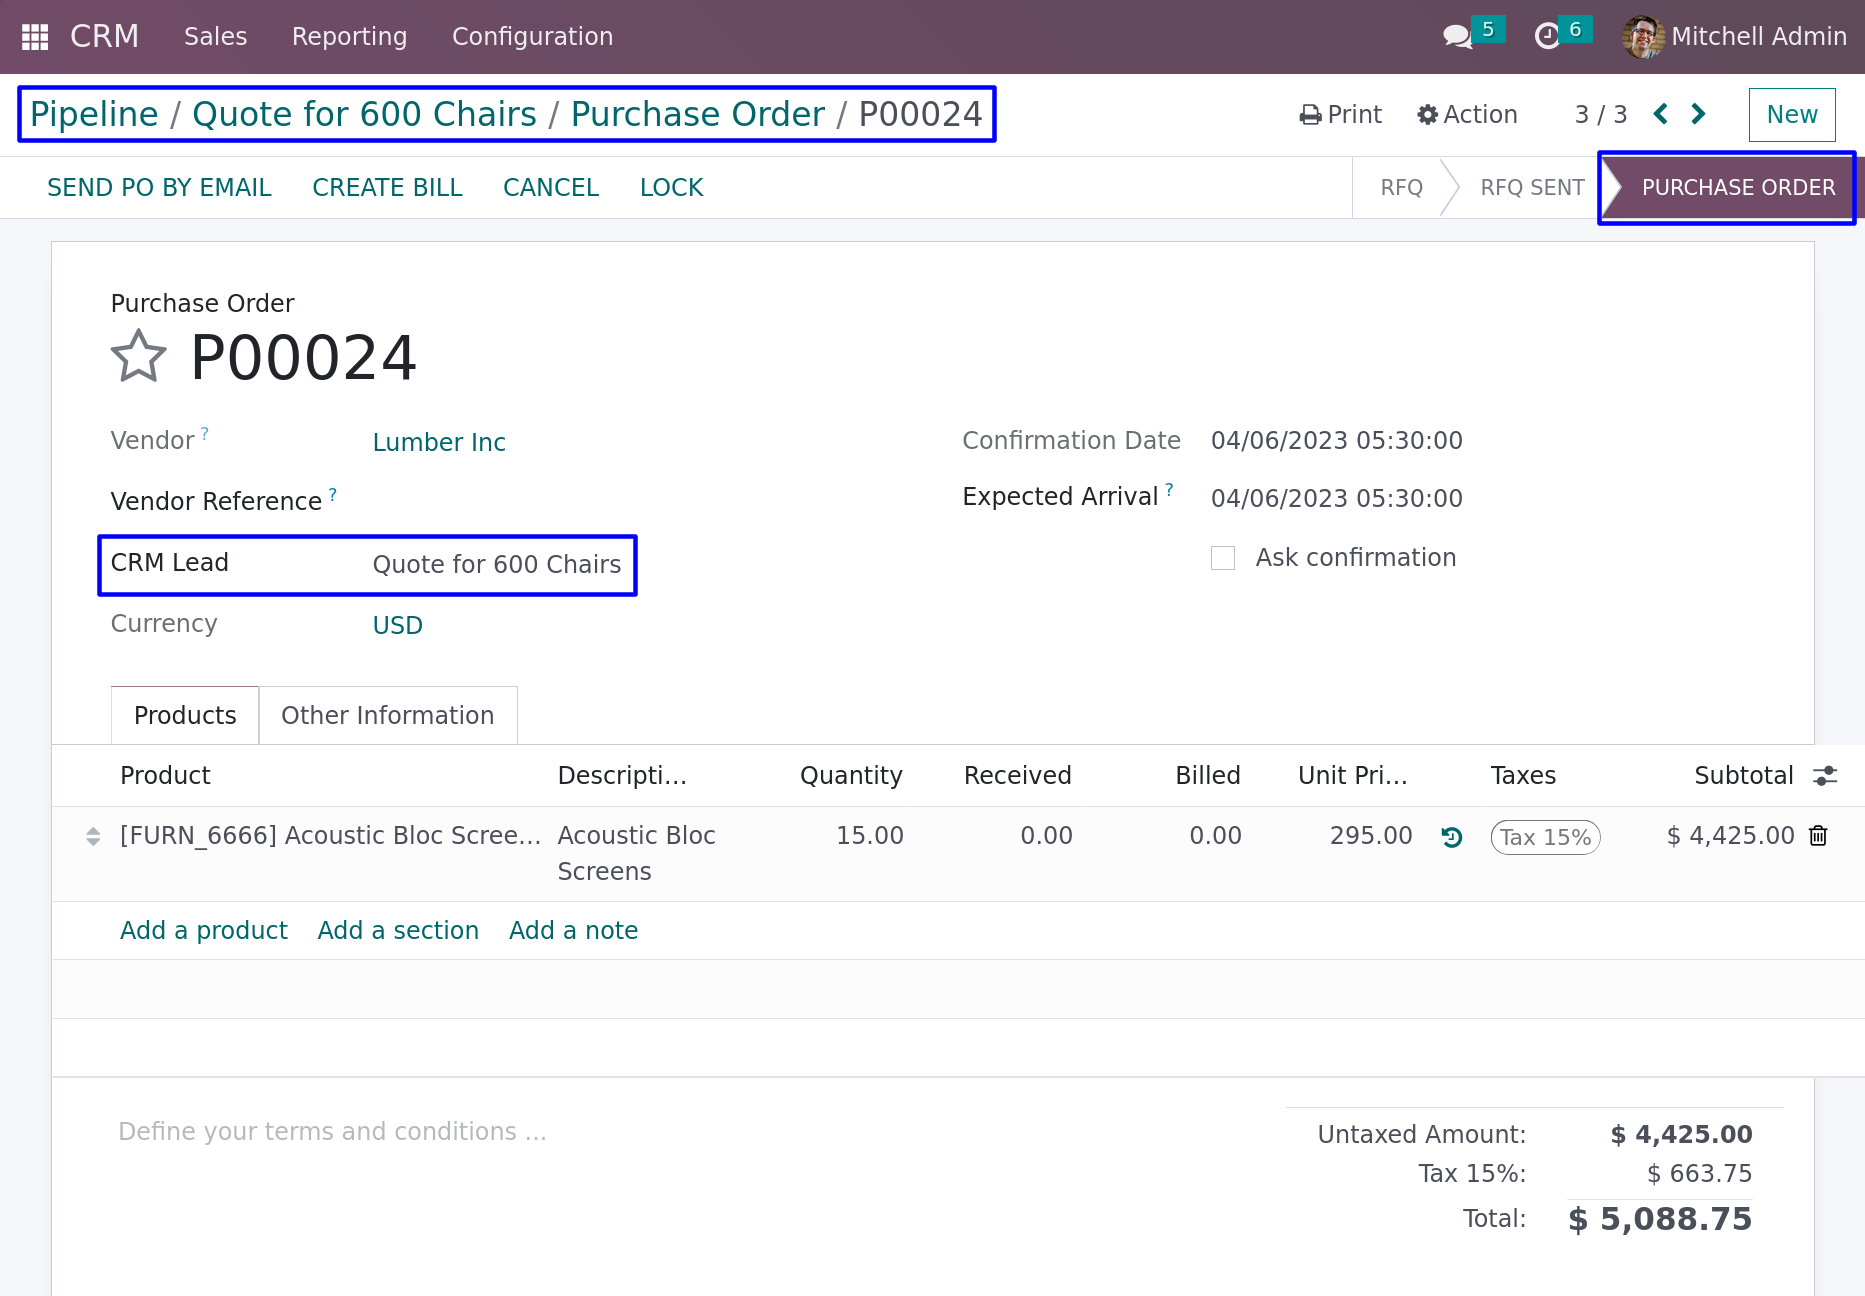 CRM Sales Reporting Configuration 5 6 Mitchell Admin
Pipeline / Quote for 600 Chairs / Purchase Order / P00024 Print Action 3 / 3 New
SEND PO BY EMAIL CREATE BILL CANCEL LOCK RFQ RFQ SENT PURCHASE ORDER
Purchase Order
P00024
Vendor ? Lumber Inc Confirmation Date 04/06/2023 05:30:00
Vendor Reference ? Expected Arrival ? 04/06/2023 05:30:00
CRM Lead Quote for 600 Chairs Ask confirmation
Currency USD
Products Other Information
Product Descripti... Quantity Received Billed Unit Pri... Taxes Subtotal
[FURN_6666] Acoustic Bloc Scree... Acoustic Bloc 15.00 0.00 0.00 295.00 Tax 15% $ 4,425.00
Screens
Add a product Add a section Add a note
Define your terms and conditions ...
Untaxed Amount: $ 4,425.00
Tax 15%: $ 663.75
Total: $ 5,088.75